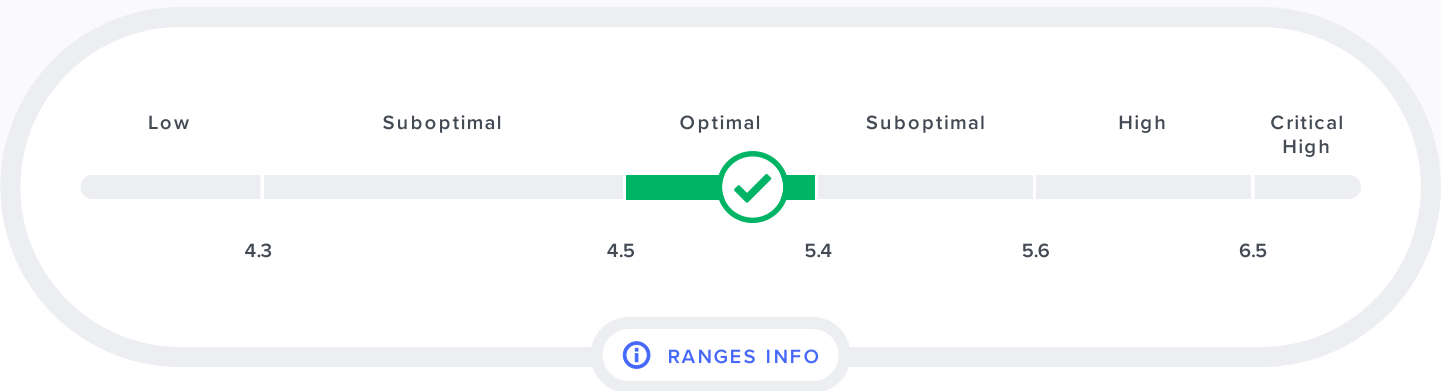 Low
Suboptimal
Optimal
Suboptimal
High
Critical
High
4.3
4.5
5.4
5.6
6.5
RANGES INFO